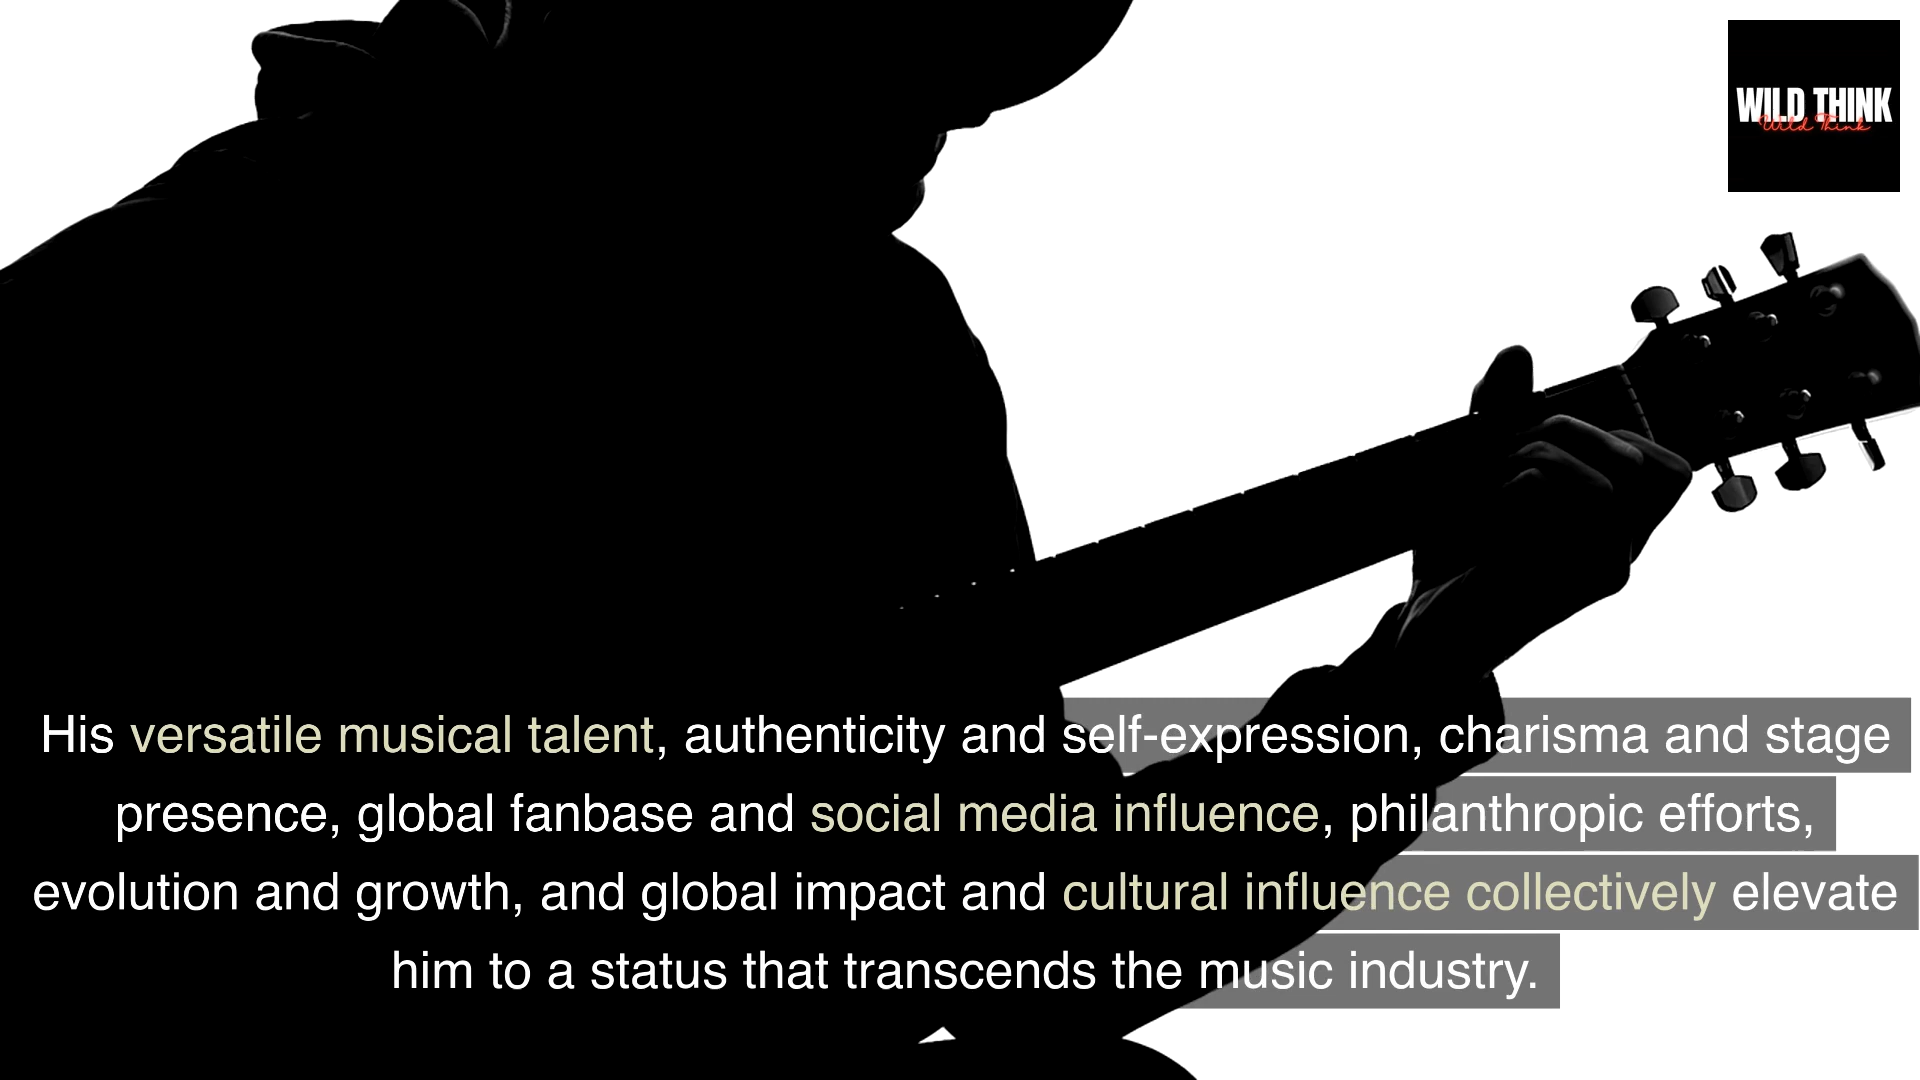 WILD THINK
Wild Think
His versatile musical talent, authenticity and self-expression, charisma and stage
presence, global fanbase and social media influence, philanthropic efforts,
evolution and growth, and global impact and cultural influence collectively elevate
him to a status that transcends the music industry.